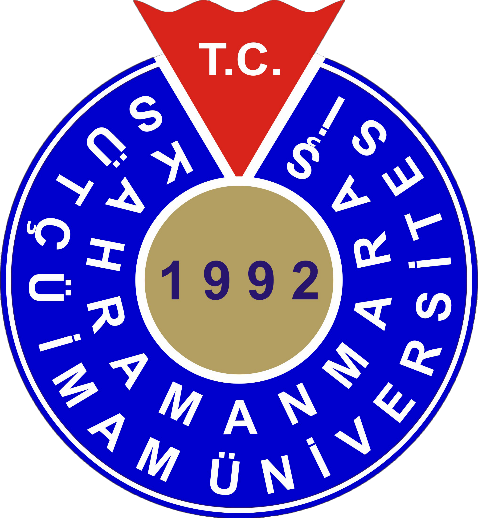 T.C.
KAHRAMANMARAŞ
SÜTÇÜ İMAM ÜNİVERSİTESİ
1992